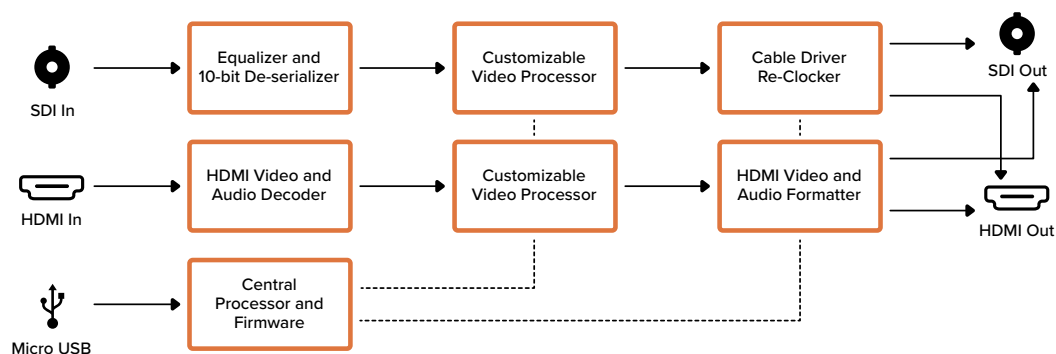 SDI In
Equalizer and
10-bit De-serializer
Customizable
Video Processor
Cable Driver
Re-Clocker
SDI Out
HDMI In
HDMI Video and
Audio Decoder
Customizable
Video Processor
HDMI Video and
Audio Formatter
HDMI Out
Micro USB
Central
Processor and
Firmware